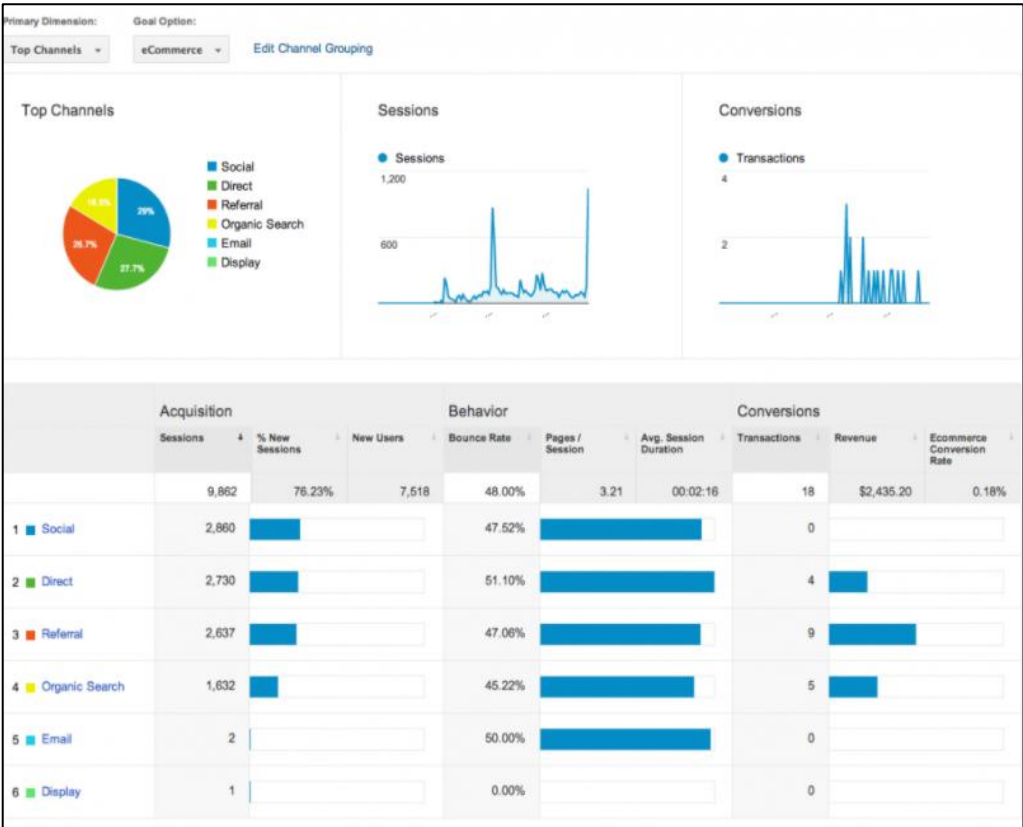 Primary Dimension: Goal Option:
Top Channels eCommerce Edit Channel Grouping
Top Channels
Social
Direct
Referral
Organic Search
Email
Display
29%
26.7%
27.7%
Sessions
Sessions
1,200
600
Conversions
Transactions
4
2
Acquisition Behavior Conversions
Sessions % New Sessions New Users Bounce Rate Pages / Session Avg. Session Duration Transactions Revenue Ecommerce Conversion Rate
9,862 76.23% 7,518 48.00% 3.21 00:02:16 18 $2,435.20 0.18%
1 Social 2,860 47.52% 0
2 Direct 2,730 51.10% 4
3 Referral 2,637 47.06% 9
4 Organic Search 1,632 45.22% 5
5 Email 2 50.00% 0
6 Display 1 0.00% 0